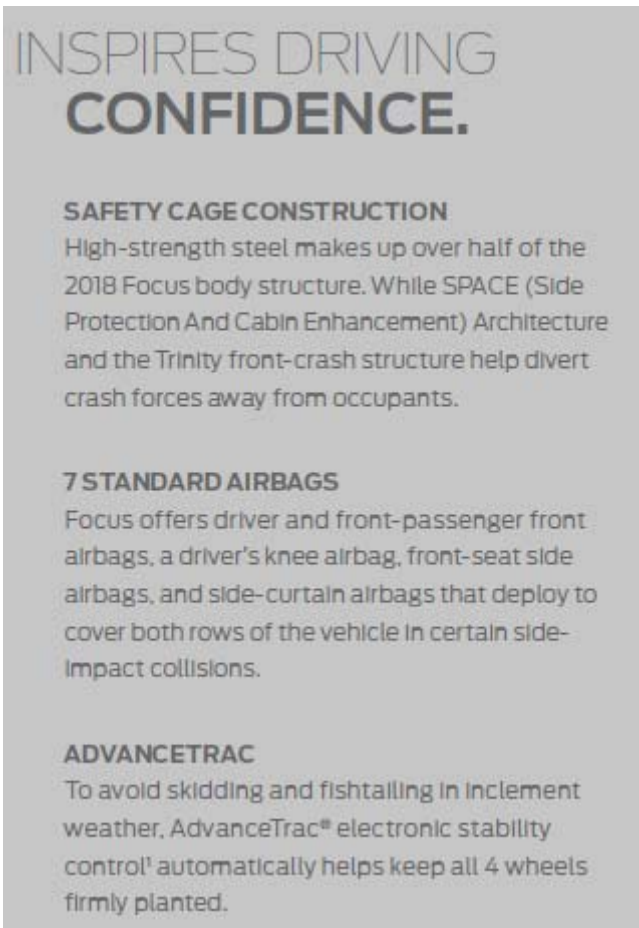 INSPIRES DRIVING
CONFIDENCE.
SAFETY CAGE CONSTRUCTION
High-strength steel makes up over half of the
2018 Focus body structure. While SPACE (Side
Protection And Cabin Enhancement) Architecture
and the Trinity front-crash structure help divert
crash forces away from occupants.
7 STANDARD AIRBAGS
Focus offers driver and front-passenger front
airbags, a driver's knee airbag, front-seat side
airbags, and side-curtain airbags that deploy to
cover both rows of the vehicle in certain side-
impact collisions.
ADVANCETRAC
To avoid skidding and fishtailing in inclement
weather, AdvanceTrac® electronic stability
control¹ automatically helps keep all 4 wheels
firmly planted.